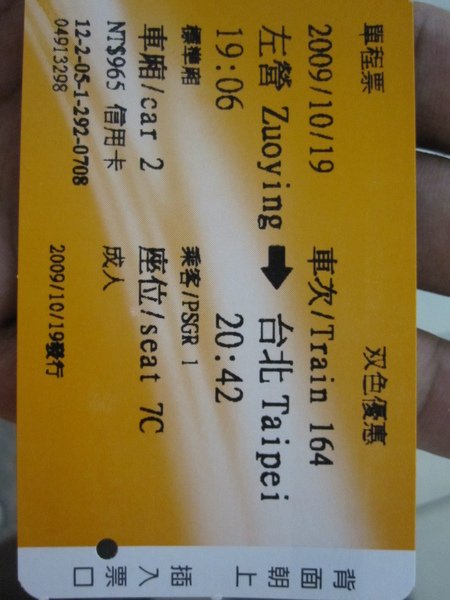 單程票 双色優惠
2009/10/19 車次/Train 164
左營 Zuoying ➡ 台北 Taipei
19:06 20:42
標準廂 乘客/PSGR 1
車廂/car 2 座位/seat 7C
NT$965 信用卡 成人
12-2-05-1-292-0708
04913298 2009/10/19發行
背面朝上
插入票口